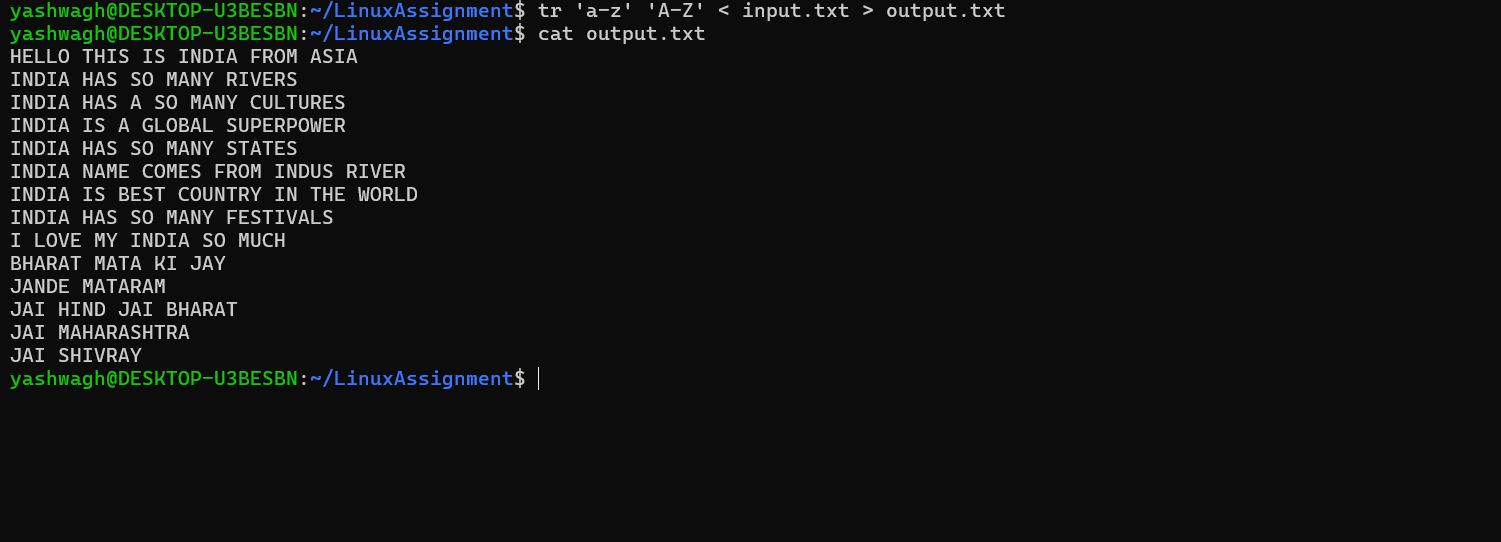 yashwagh@DESKTOP-U3BESBN:~/LinuxAssignment$ tr 'a-z' 'A-Z' < input.txt > output.txt
yashwagh@DESKTOP-U3BESBN:~/LinuxAssignment$ cat output.txt
HELLO THIS IS INDIA FROM ASIA
INDIA HAS SO MANY RIVERS
INDIA HAS A SO MANY CULTURES
INDIA IS A GLOBAL SUPERPOWER
INDIA HAS SO MANY STATES
INDIA NAME COMES FROM INDUS RIVER
INDIA IS BEST COUNTRY IN THE WORLD
INDIA HAS SO MANY FESTIVALS
I LOVE MY INDIA SO MUCH
BHARAT MATA KI JAY
JANDE MATARAM
JAI HIND JAI BHARAT
JAI MAHARASHTRA
JAI SHIVRAY
yashwagh@DESKTOP-U3BESBN:~/LinuxAssignment$